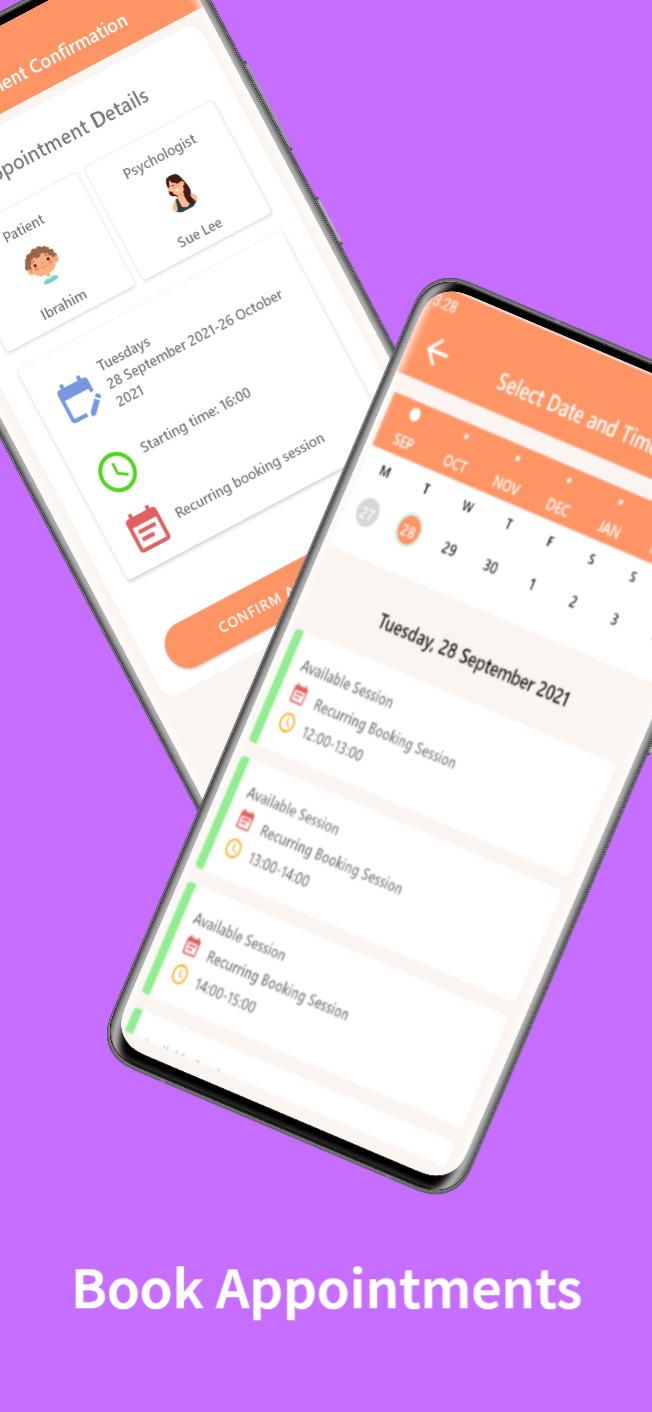 ent Confirmation
ppointment Details
Patient
Ibrahim
Psychologist
Sue Lee
Tuesdays
28 September 2021-26 October
2021
Starting time: 16:00
Recurring booking session
CONFIRM A
3:28
Select Date and Time
SEP OCT NOV DEC JAN
M T W T F S S
27 28 29 30 1 2 3
Tuesday, 28 September 2021
Available Session
Recurring Booking Session
12:00-13:00
Available Session
Recurring Booking Session
13:00-14:00
Available Session
Recurring Booking Session
14:00-15:00
Book Appointments